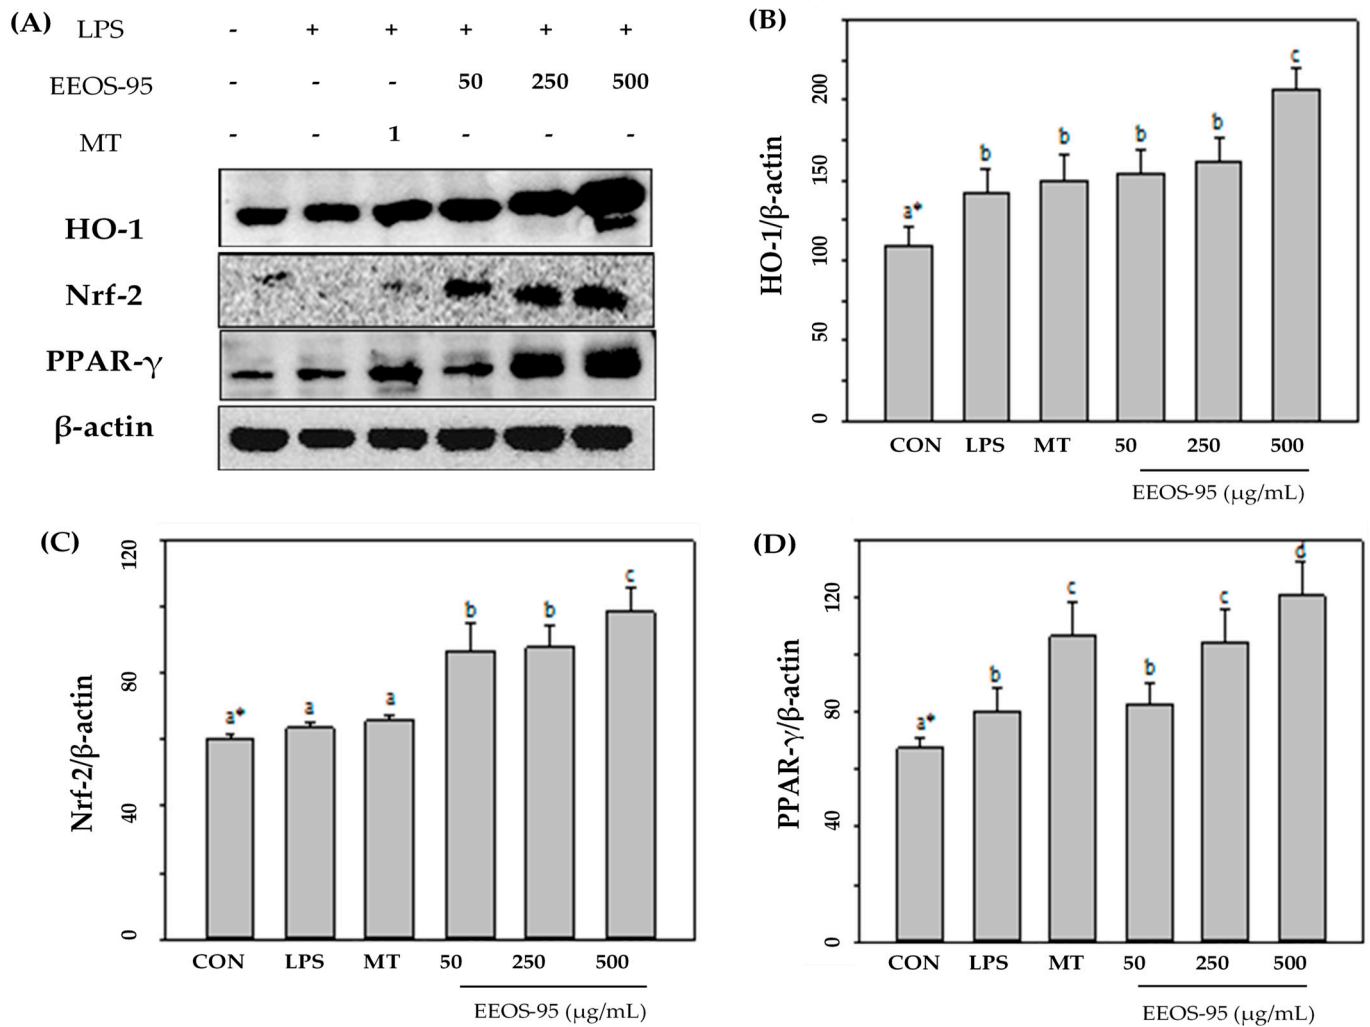 (A) LPS - + + + + +
EEOS-95 - - - 50 250 500
MT - - 1 - - -
HO-1
Nrf-2
PPAR-γ
β-actin
(B)
HO-1/β-actin
200
150
100
50
0
a*
b
b
b
b
c
CON LPS MT 50 250 500
EEOS-95 (μg/mL)
(C)
Nrf-2/β-actin
120
80
40
0
a*
a
a
b
b
c
CON LPS MT 50 250 500
EEOS-95 (μg/mL)
(D)
PPAR-γ/β-actin
120
80
40
0
a*
b
c
b
c
d
CON LPS MT 50 250 500
EEOS-95 (μg/mL)